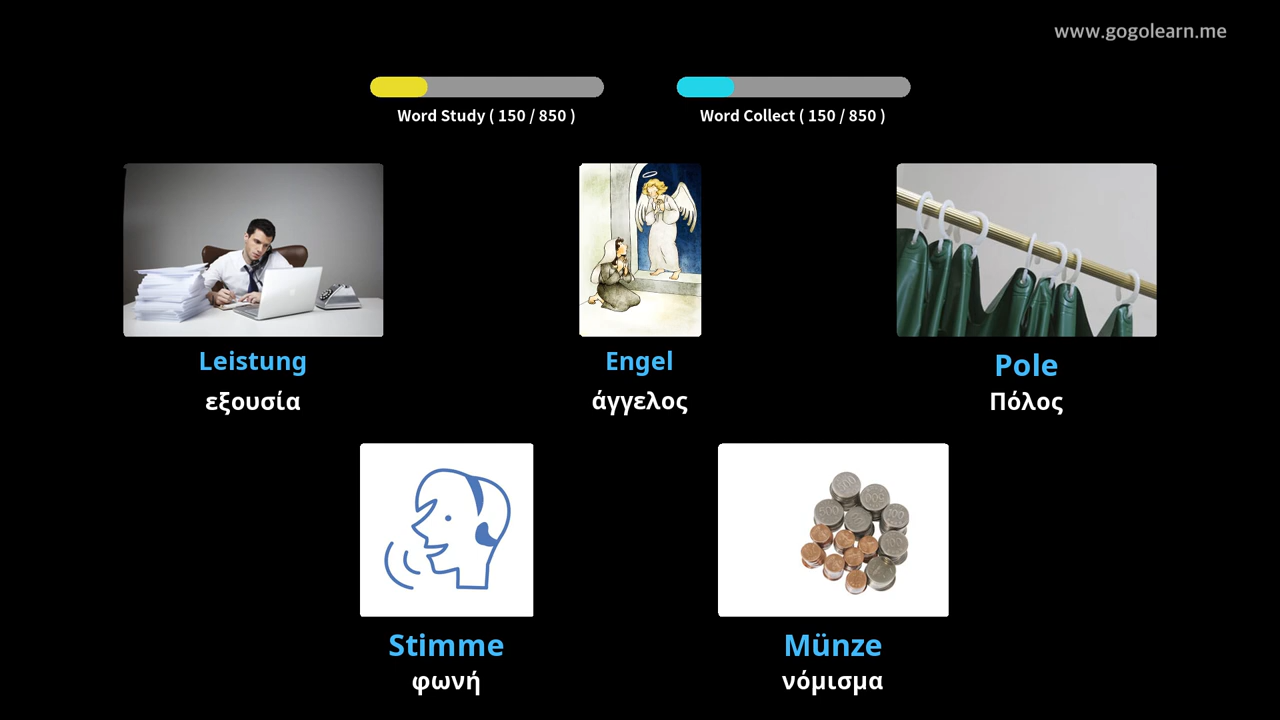 www.gogolearn.me
Word Study ( 150 / 850 )
Word Collect ( 150 / 850 )
Leistung
εξουσία
Engel
άγγελος
Pole
Πόλος
Stimme
φωνή
Münze
νόμισμα